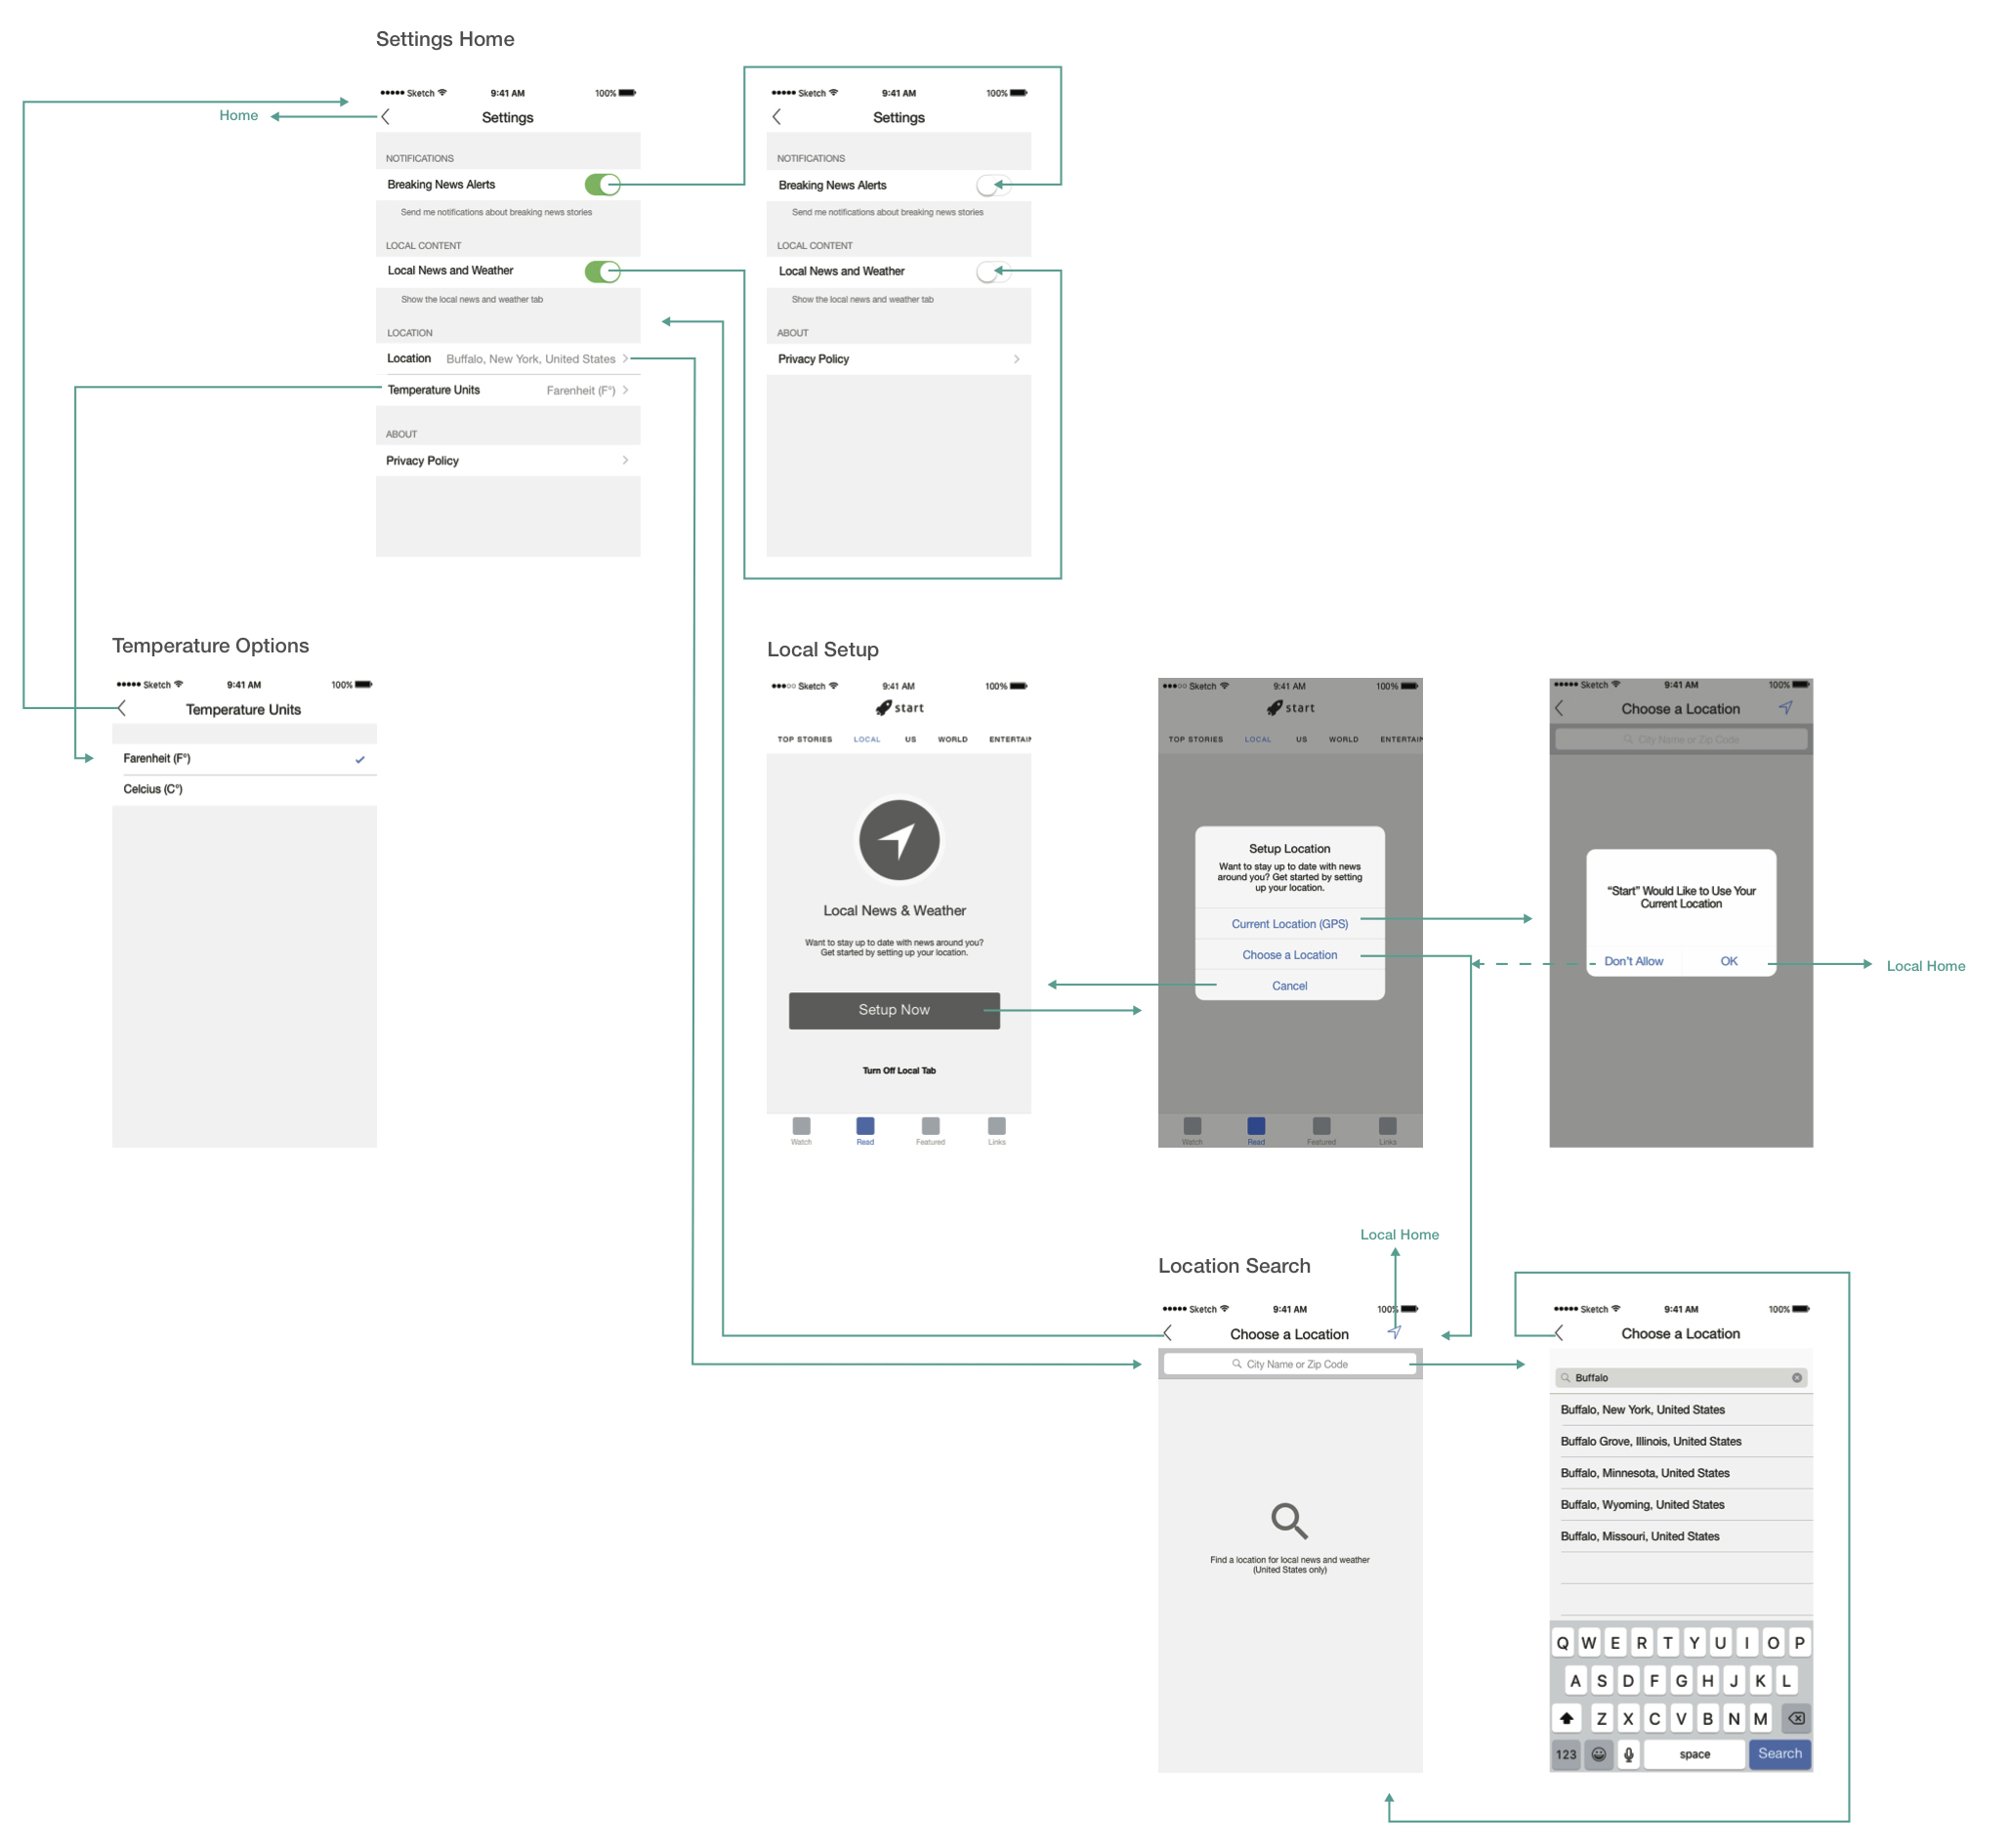 Settings Home
Sketch 9:41 AM 100%
Home
Settings
NOTIFICATIONS
Breaking News Alerts
Send me notifications about breaking news stories
LOCAL CONTENT
Local News and Weather
Show the local news and weather tab
LOCATION
Location Buffalo, New York, United States
Temperature Units Farenheit (F°)
ABOUT
Privacy Policy
Sketch 9:41 AM 100%
Settings
NOTIFICATIONS
Breaking News Alerts
Send me notifications about breaking news stories
LOCAL CONTENT
Local News and Weather
Show the local news and weather tab
ABOUT
Privacy Policy
Temperature Options
Sketch 9:41 AM 100%
Temperature Units
Farenheit (F°)
Celcius (C°)
Local Setup
Sketch 9:41 AM 100%
start
TOP STORIES LOCAL US WORLD ENTERTAIN
Local News & Weather
Want to stay up to date with news around you?
Get started by setting up your location.
Setup Now
Turn Off Local Tab
Watch Read Featured Links
Sketch 9:41 AM 100%
start
TOP STORIES LOCAL US WORLD ENTERTAIN
Setup Location
Want to stay up to date with news
around you? Get started by setting
up your location.
Current Location (GPS)
Choose a Location
Cancel
Watch Read Featured Links
Sketch 9:41 AM 100%
Choose a Location
City Name or Zip Code
“Start” Would Like to Use Your
Current Location
Don't Allow OK
Local Home
Local Home
Location Search
Sketch 9:41 AM 100%
Choose a Location
City Name or Zip Code
Find a location for local news and weather
(United States only)
Sketch 9:41 AM 100%
Choose a Location
Buffalo
Buffalo, New York, United States
Buffalo Grove, Illinois, United States
Buffalo, Minnesota, United States
Buffalo, Wyoming, United States
Buffalo, Missouri, United States
Q W E R T Y U I O P
A S D F G H J K L
Z X C V B N M
123 space Search